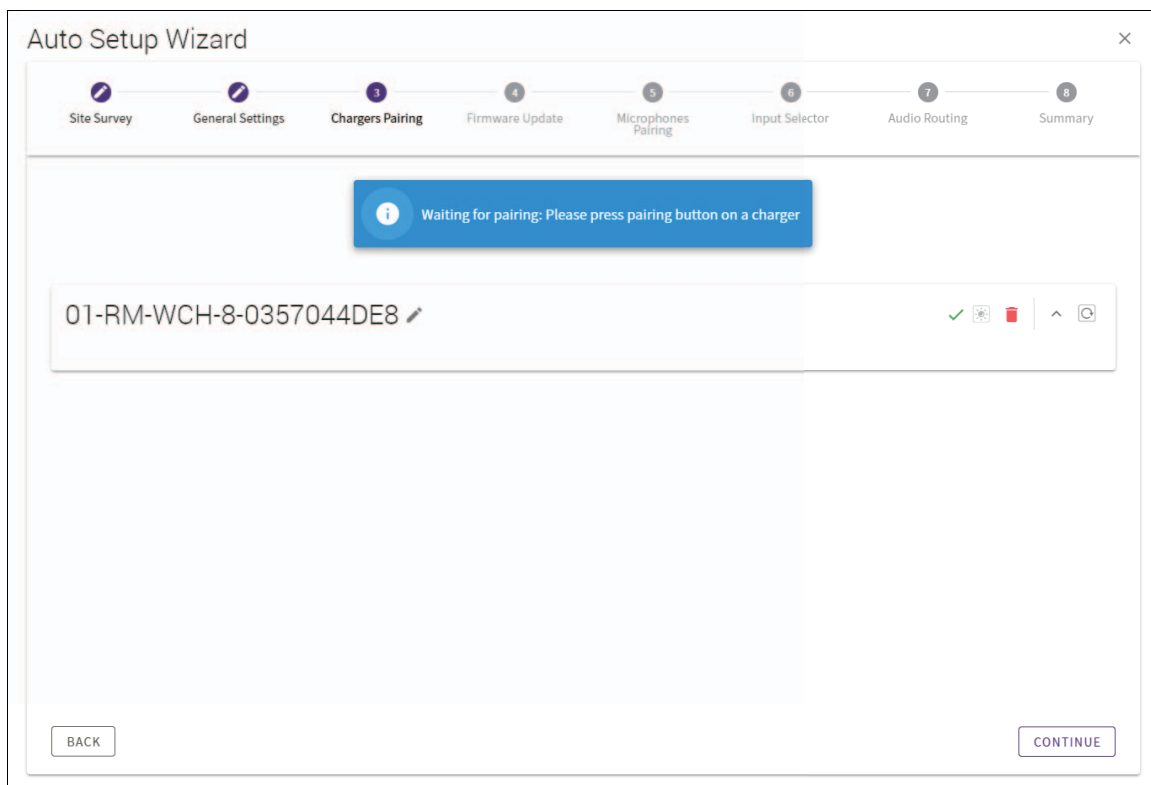 Auto Setup Wizard
3
4
5
6
7
8
Site Survey
General Settings
Chargers Pairing
Firmware Update
Microphones
Pairing
Input Selector
Audio Routing
Summary
Waiting for pairing: Please press pairing button on a charger
01-RM-WCH-8-0357044DE8
BACK
CONTINUE